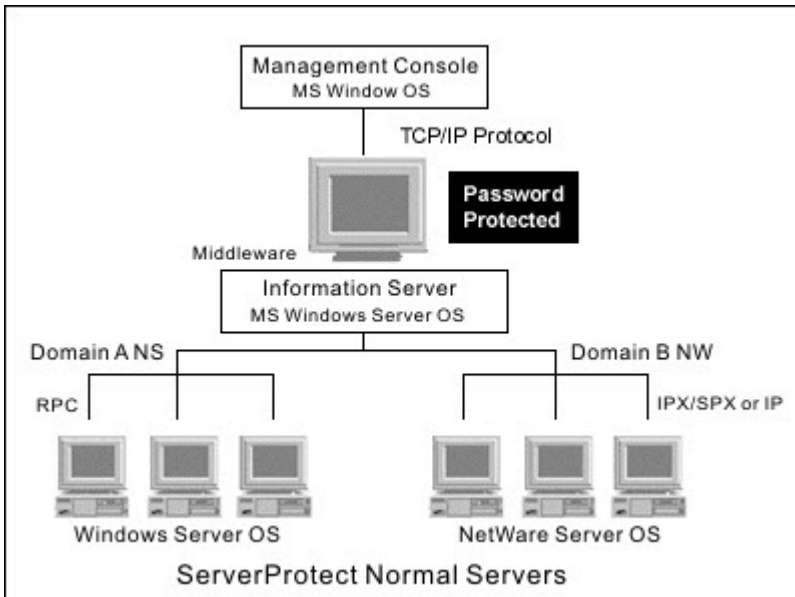 Management Console
MS Window OS
TCP/IP Protocol
Password
Protected
Middleware
Information Server
MS Windows Server OS
Domain A NS
Domain B NW
RPC
IPX/SPX or IP
Windows Server OS
NetWare Server OS
ServerProtect Normal Servers